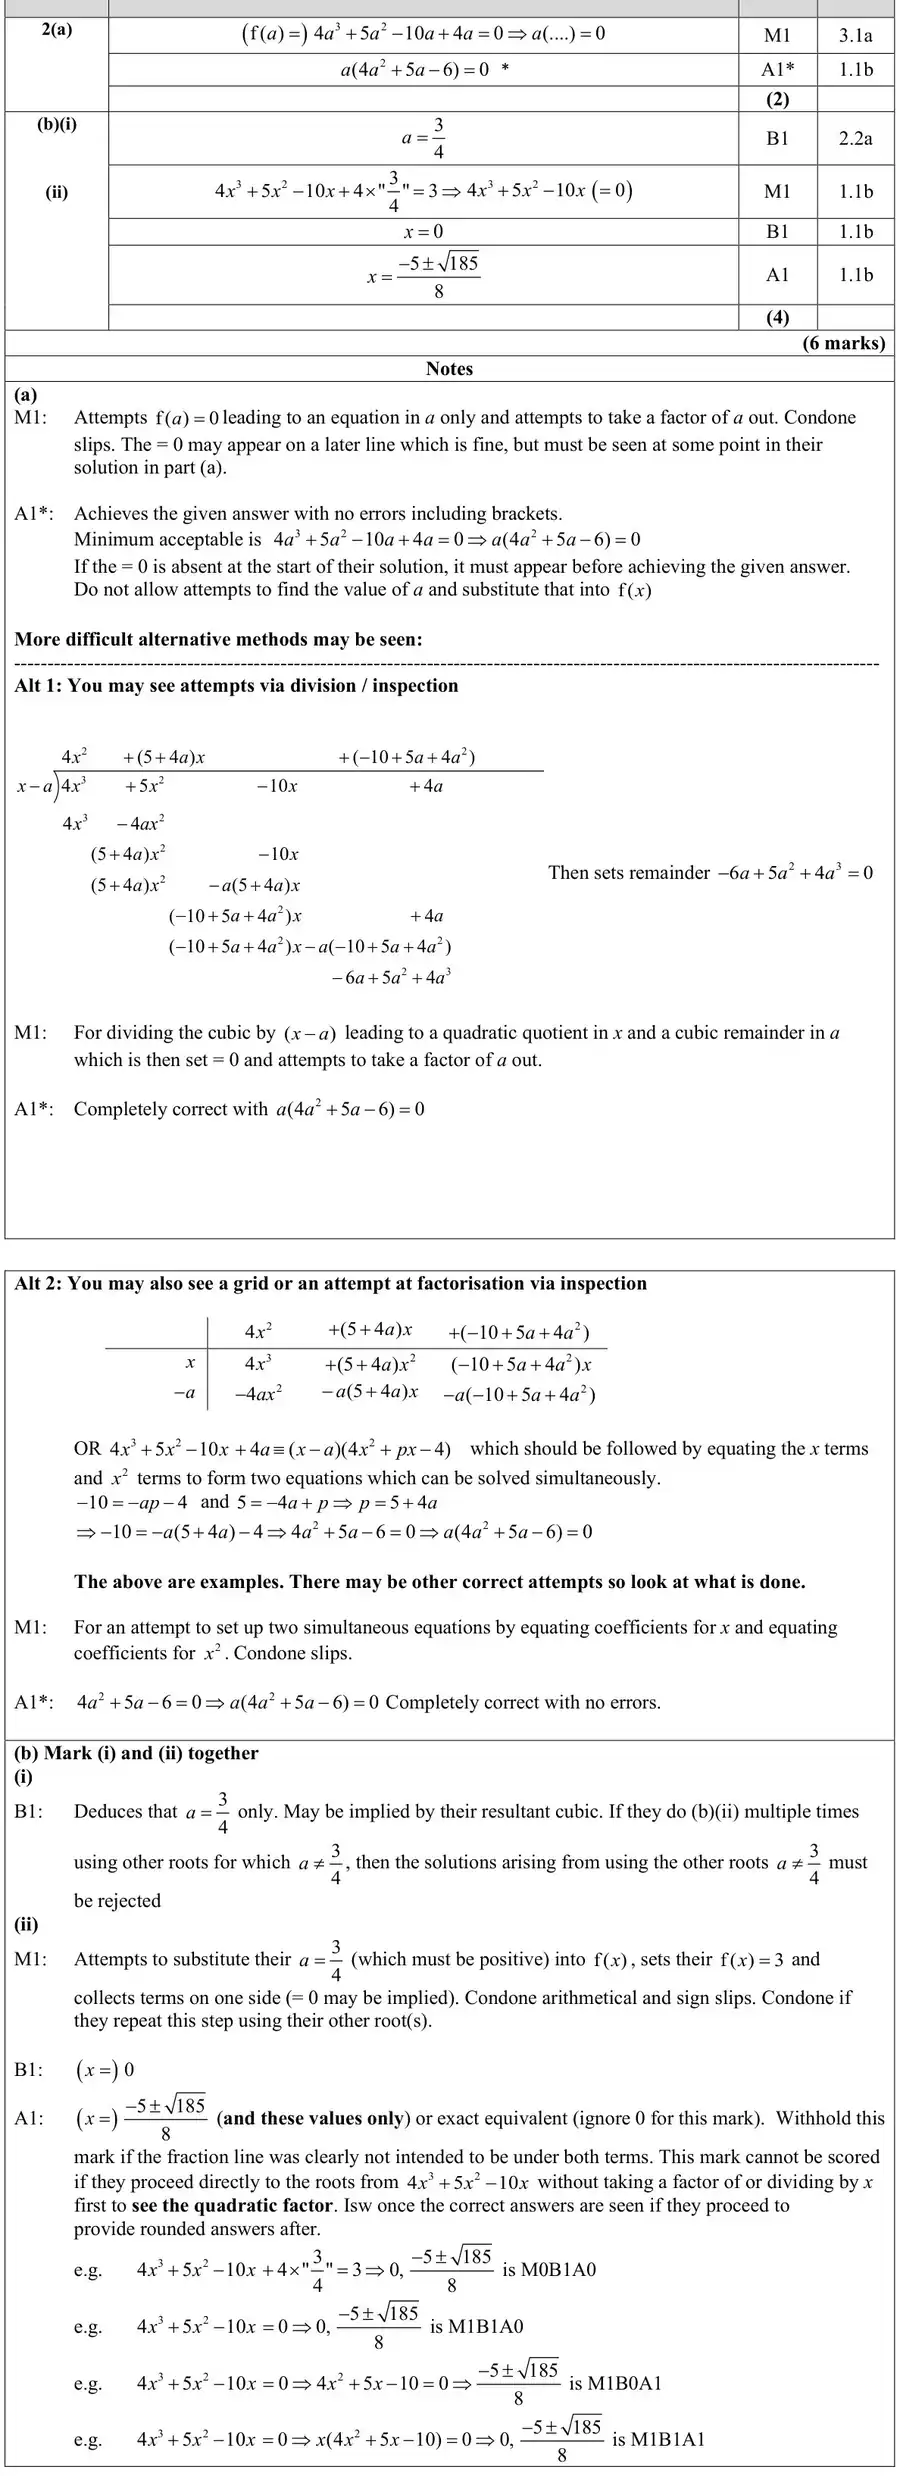 2(a) (f(a) =) 4a³ + 5a² − 10a + 4a = 0 ⇒ a(....) = 0 M1 3.1a
a(4a² + 5a − 6) = 0 * A1* 1.1b
(2)
(b)(i) a = 3/4 B1 2.2a
(ii) 4x³ + 5x² − 10x + 4×"3/4" = 3 ⇒ 4x³ + 5x² − 10x (= 0) M1 1.1b
x = 0 B1 1.1b
x = (−5 ± √185)/8 A1 1.1b
(4)
(6 marks)
Notes
(a)
M1: Attempts f(a) = 0 leading to an equation in a only and attempts to take a factor of a out. Condone
slips. The = 0 may appear on a later line which is fine, but must be seen at some point in their
solution in part (a).
A1*: Achieves the given answer with no errors including brackets.
Minimum acceptable is 4a³ + 5a² − 10a + 4a = 0 ⇒ a(4a² + 5a − 6) = 0
If the = 0 is absent at the start of their solution, it must appear before achieving the given answer.
Do not allow attempts to find the value of a and substitute that into f(x)
More difficult alternative methods may be seen:
Alt 1: You may see attempts via division / inspection
4x² + (5 + 4a)x + (−10 + 5a + 4a²)
x − a)4x³ + 5x² − 10x + 4a
4x³ − 4ax²
(5 + 4a)x² − 10x
(5 + 4a)x² − a(5 + 4a)x
Then sets remainder −6a + 5a² + 4a³ = 0
(−10 + 5a + 4a²)x + 4a
(−10 + 5a + 4a²)x − a(−10 + 5a + 4a²)
− 6a + 5a² + 4a³
M1: For dividing the cubic by (x − a) leading to a quadratic quotient in x and a cubic remainder in a
which is then set = 0 and attempts to take a factor of a out.
A1*: Completely correct with a(4a² + 5a − 6) = 0
Alt 2: You may also see a grid or an attempt at factorisation via inspection
4x² +(5 + 4a)x +(−10 + 5a + 4a²)
x 4x³ +(5 + 4a)x² (−10 + 5a + 4a²)x
−a −4ax² − a(5 + 4a)x −a(−10 + 5a + 4a²)
OR 4x³ + 5x² − 10x + 4a ≡ (x − a)(4x² + px − 4) which should be followed by equating the x terms
and x² terms to form two equations which can be solved simultaneously.
−10 = −ap − 4 and 5 = −4a + p ⇒ p = 5 + 4a
⇒ −10 = −a(5 + 4a) − 4 ⇒ 4a² + 5a − 6 = 0 ⇒ a(4a² + 5a − 6) = 0
The above are examples. There may be other correct attempts so look at what is done.
M1: For an attempt to set up two simultaneous equations by equating coefficients for x and equating
coefficients for x². Condone slips.
A1*: 4a² + 5a − 6 = 0 ⇒ a(4a² + 5a − 6) = 0 Completely correct with no errors.
(b) Mark (i) and (ii) together
(i)
B1: Deduces that a = 3/4 only. May be implied by their resultant cubic. If they do (b)(ii) multiple times
using other roots for which a ≠ 3/4, then the solutions arising from using the other roots a ≠ 3/4 must
be rejected
(ii)
M1: Attempts to substitute their a = 3/4 (which must be positive) into f(x), sets their f(x) = 3 and
collects terms on one side (= 0 may be implied). Condone arithmetical and sign slips. Condone if
they repeat this step using their other root(s).
B1: (x =) 0
A1: (x =) (−5 ± √185)/8 (and these values only) or exact equivalent (ignore 0 for this mark). Withhold this
mark if the fraction line was clearly not intended to be under both terms. This mark cannot be scored
if they proceed directly to the roots from 4x³ + 5x² − 10x without taking a factor of or dividing by x
first to see the quadratic factor. Isw once the correct answers are seen if they proceed to
provide rounded answers after.
e.g. 4x³ + 5x² − 10x + 4×"3/4" = 3 ⇒ 0, (−5 ± √185)/8 is M0B1A0
e.g. 4x³ + 5x² − 10x = 0 ⇒ 0, (−5 ± √185)/8 is M1B1A0
e.g. 4x³ + 5x² − 10x = 0 ⇒ 4x² + 5x − 10 = 0 ⇒ (−5 ± √185)/8 is M1B0A1
e.g. 4x³ + 5x² − 10x = 0 ⇒ x(4x² + 5x − 10) = 0 ⇒ 0, (−5 ± √185)/8 is M1B1A1